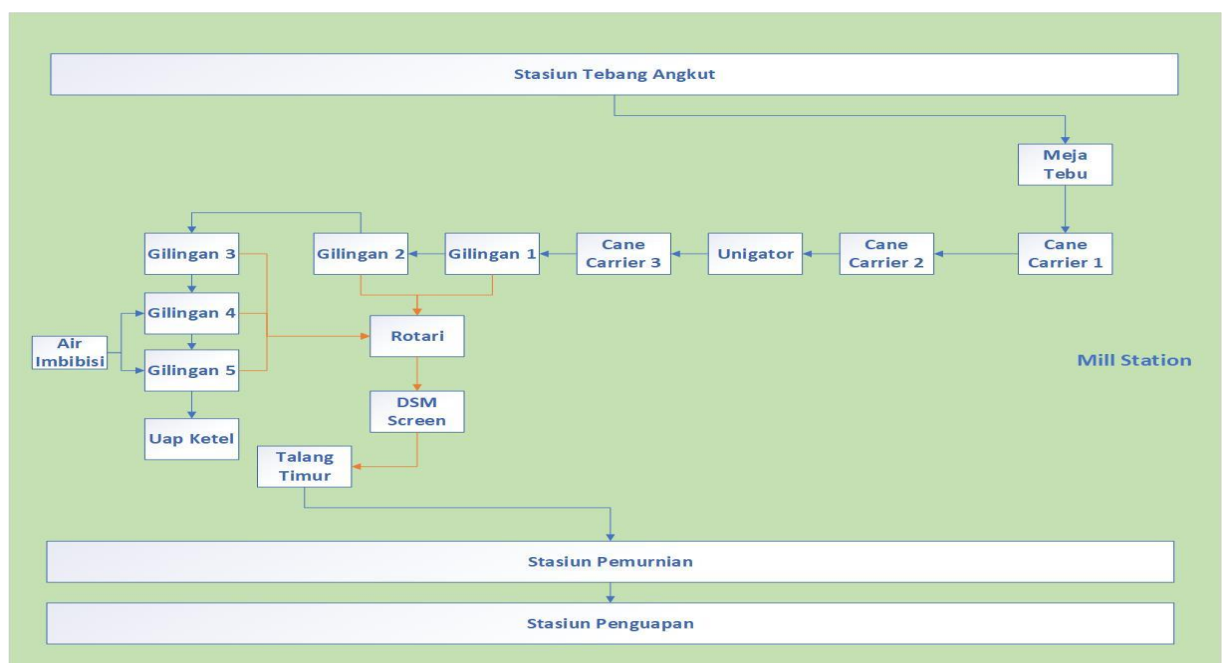 Stasiun Tebang Angkut
Meja
Tebu
Gilingan 3
Gilingan 2
Gilingan 1
Cane
Carrier 3
Unigator
Cane
Carrier 2
Cane
Carrier 1
Gilingan 4
Air
Imbibisi
Rotari
Gilingan 5
Mill Station
DSM
Screen
Uap Ketel
Talang
Timur
Stasiun Pemurnian
Stasiun Penguapan